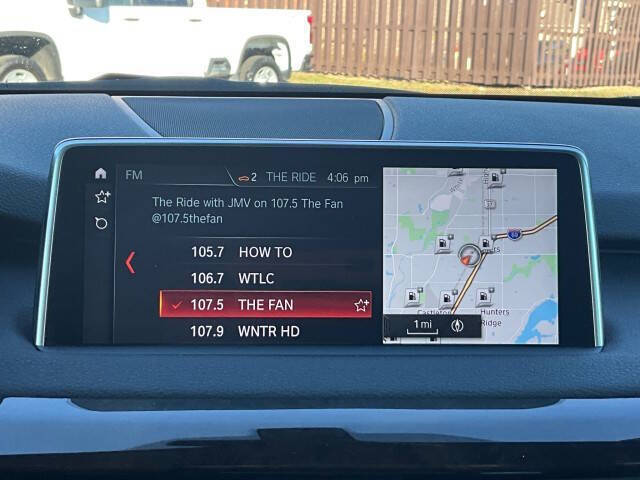 FM
2 THE RIDE 4:06 pm
The Ride with JMV on 107.5 The Fan
@107.5thefan
105.7 HOW TO
106.7 WTLC
107.5 THE FAN
107.9 WNTR HD
69
Hunters
Ridge
1 mi